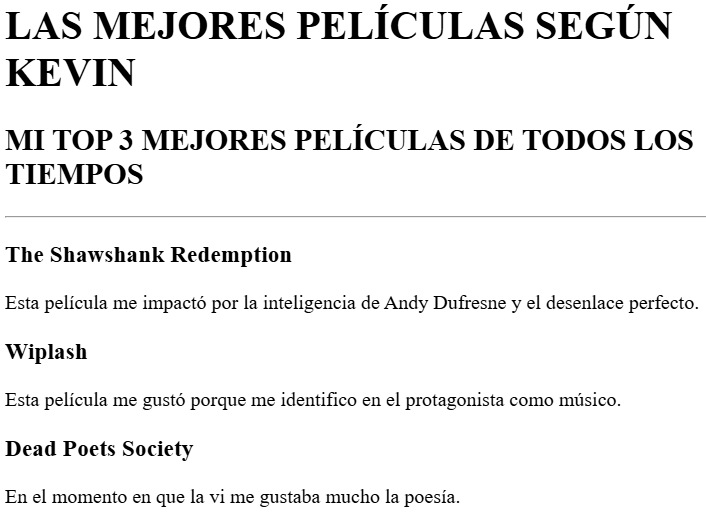 LAS MEJORES PELÍCULAS SEGÚN
KEVIN
MI TOP 3 MEJORES PELÍCULAS DE TODOS LOS
TIEMPOS
The Shawshank Redemption
Esta película me impactó por la inteligencia de Andy Dufresne y el desenlace perfecto.
Wiplash
Esta película me gustó porque me identifico en el protagonista como músico.
Dead Poets Society
En el momento en que la vi me gustaba mucho la poesía.